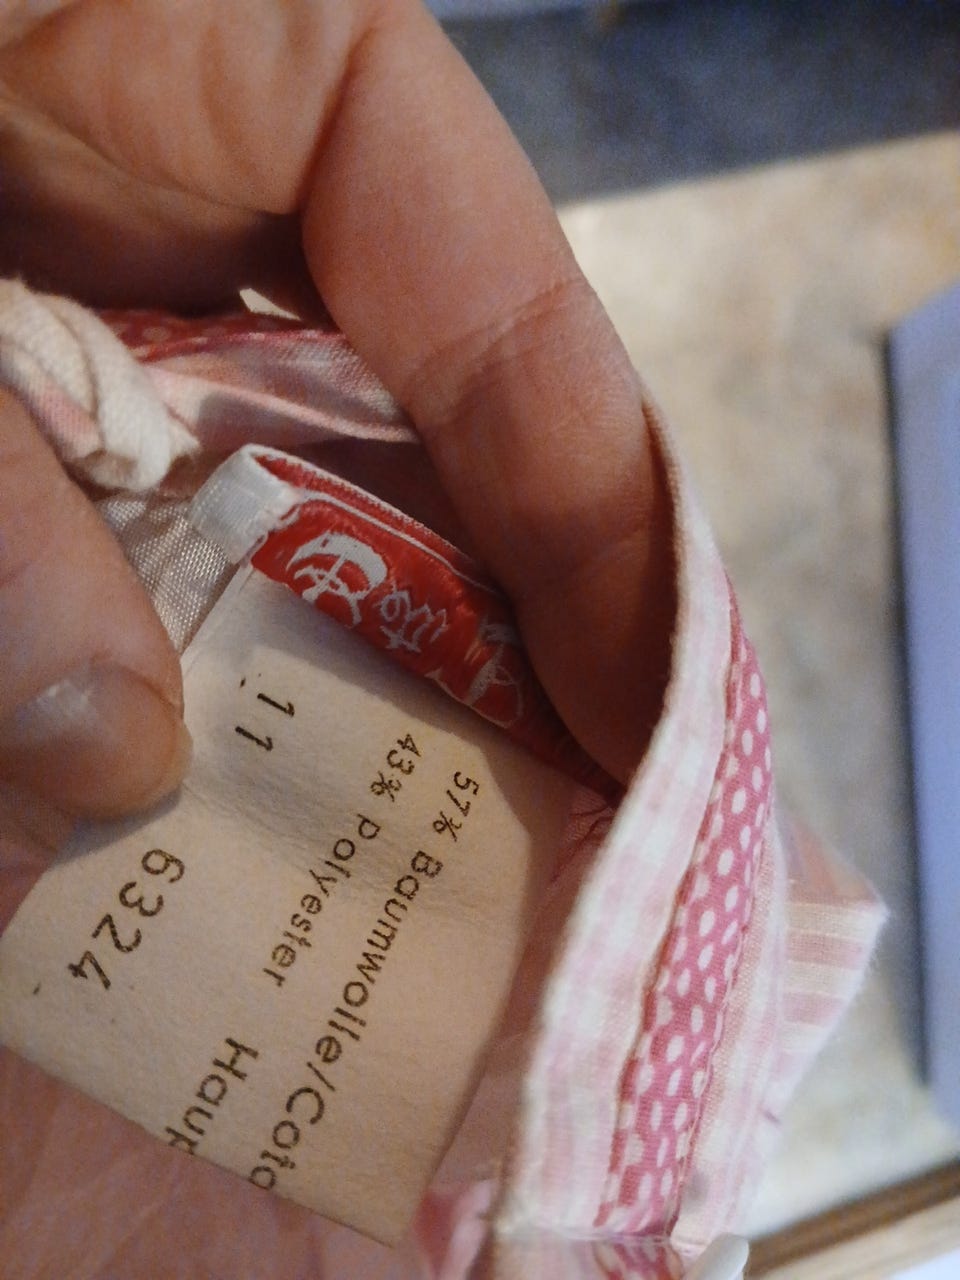 57% Baumwolle/Coto
43% Polyester
Haup
11
6324